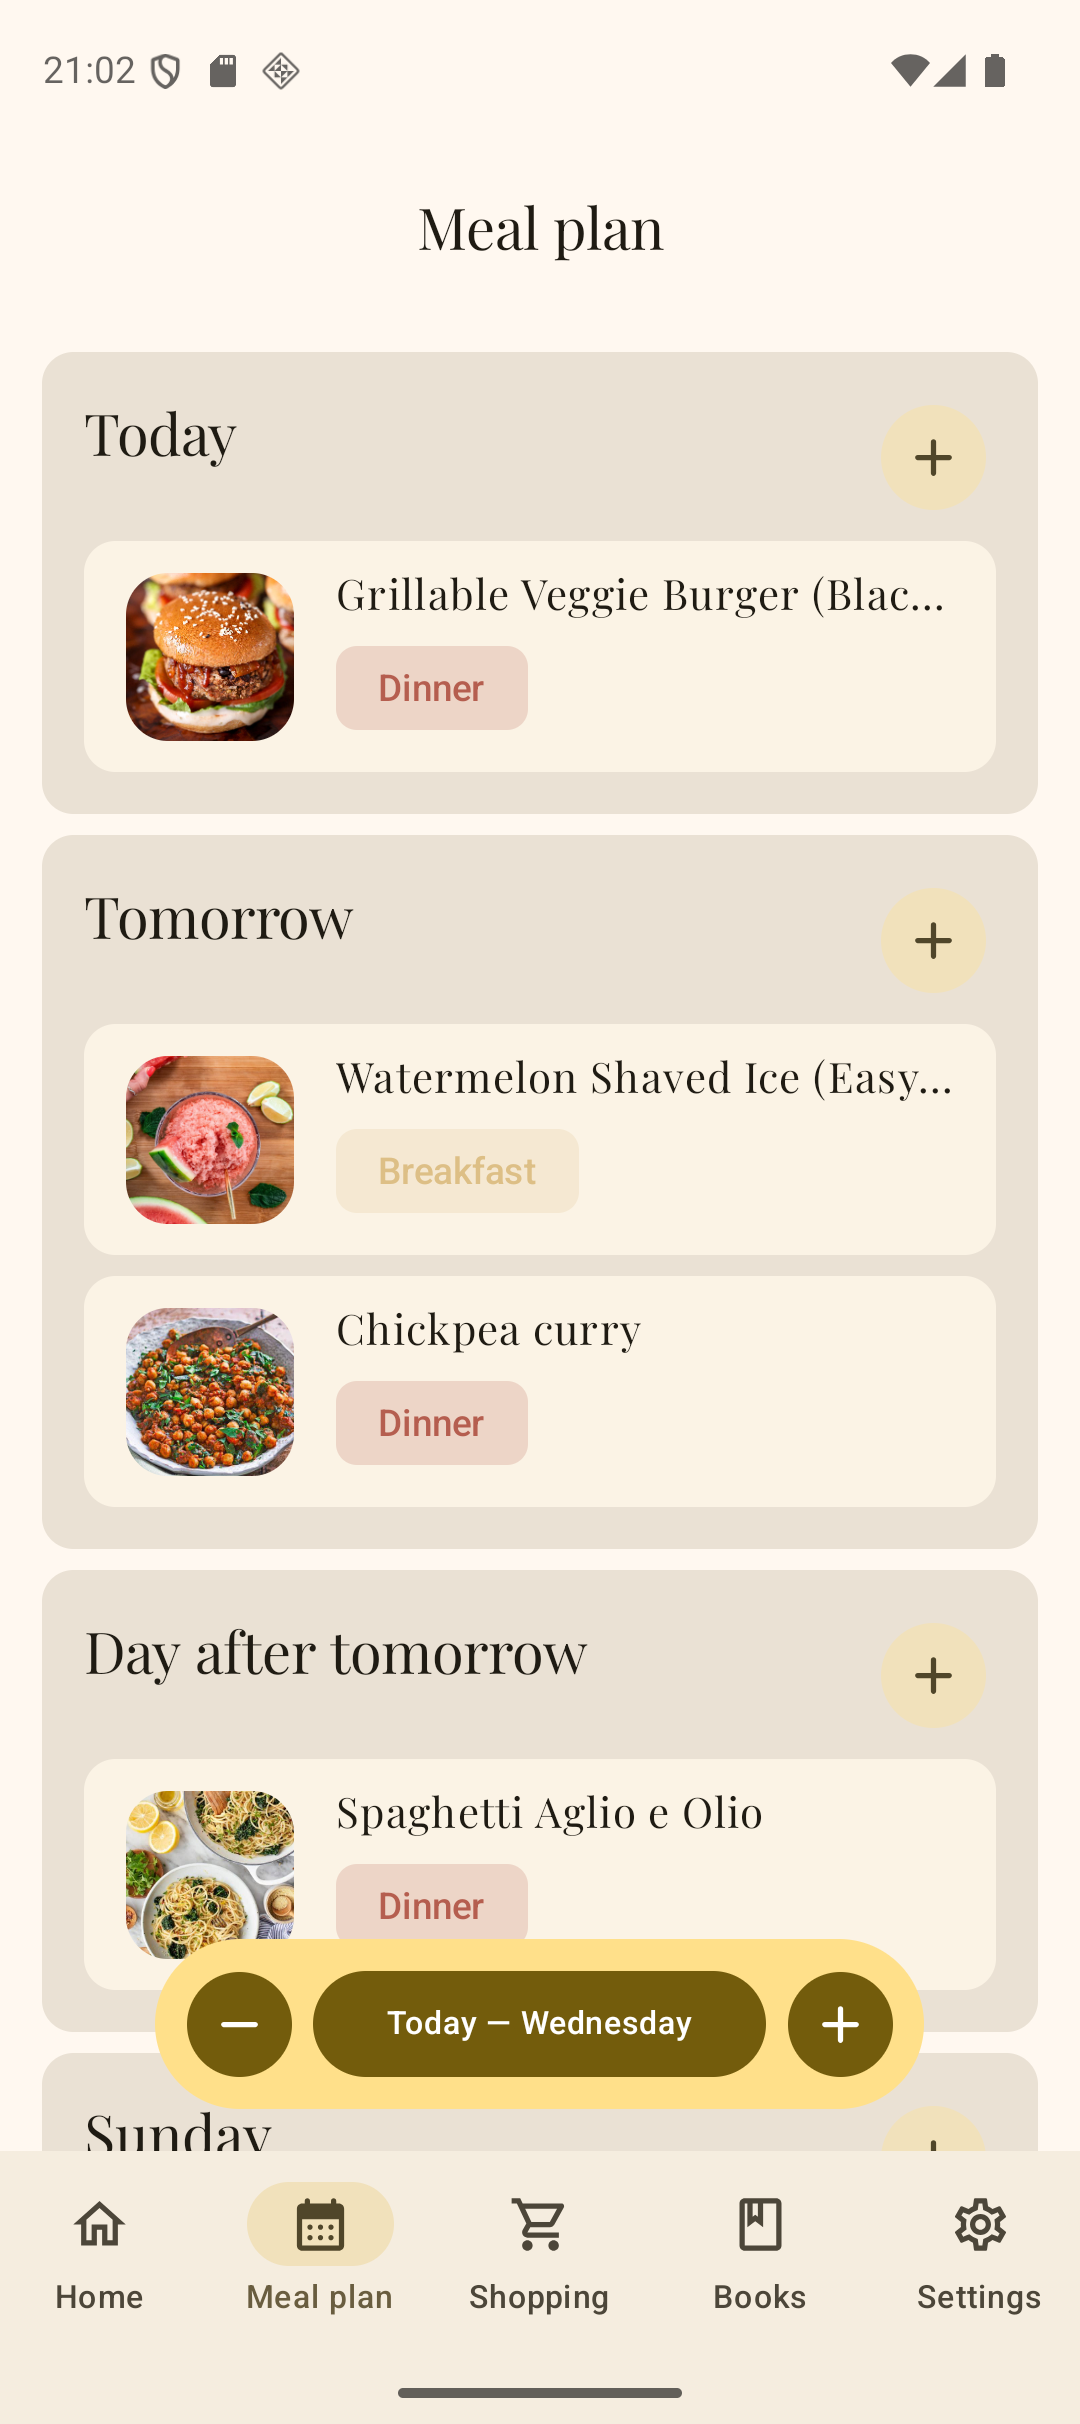 21:02
Meal plan
Today
Grillable Veggie Burger (Blac...
Dinner
Tomorrow
Watermelon Shaved Ice (Easy...
Breakfast
Chickpea curry
Dinner
Day after tomorrow
Spaghetti Aglio e Olio
Dinner
Today – Wednesday
Sunday
Home
Meal plan
Shopping
Books
Settings